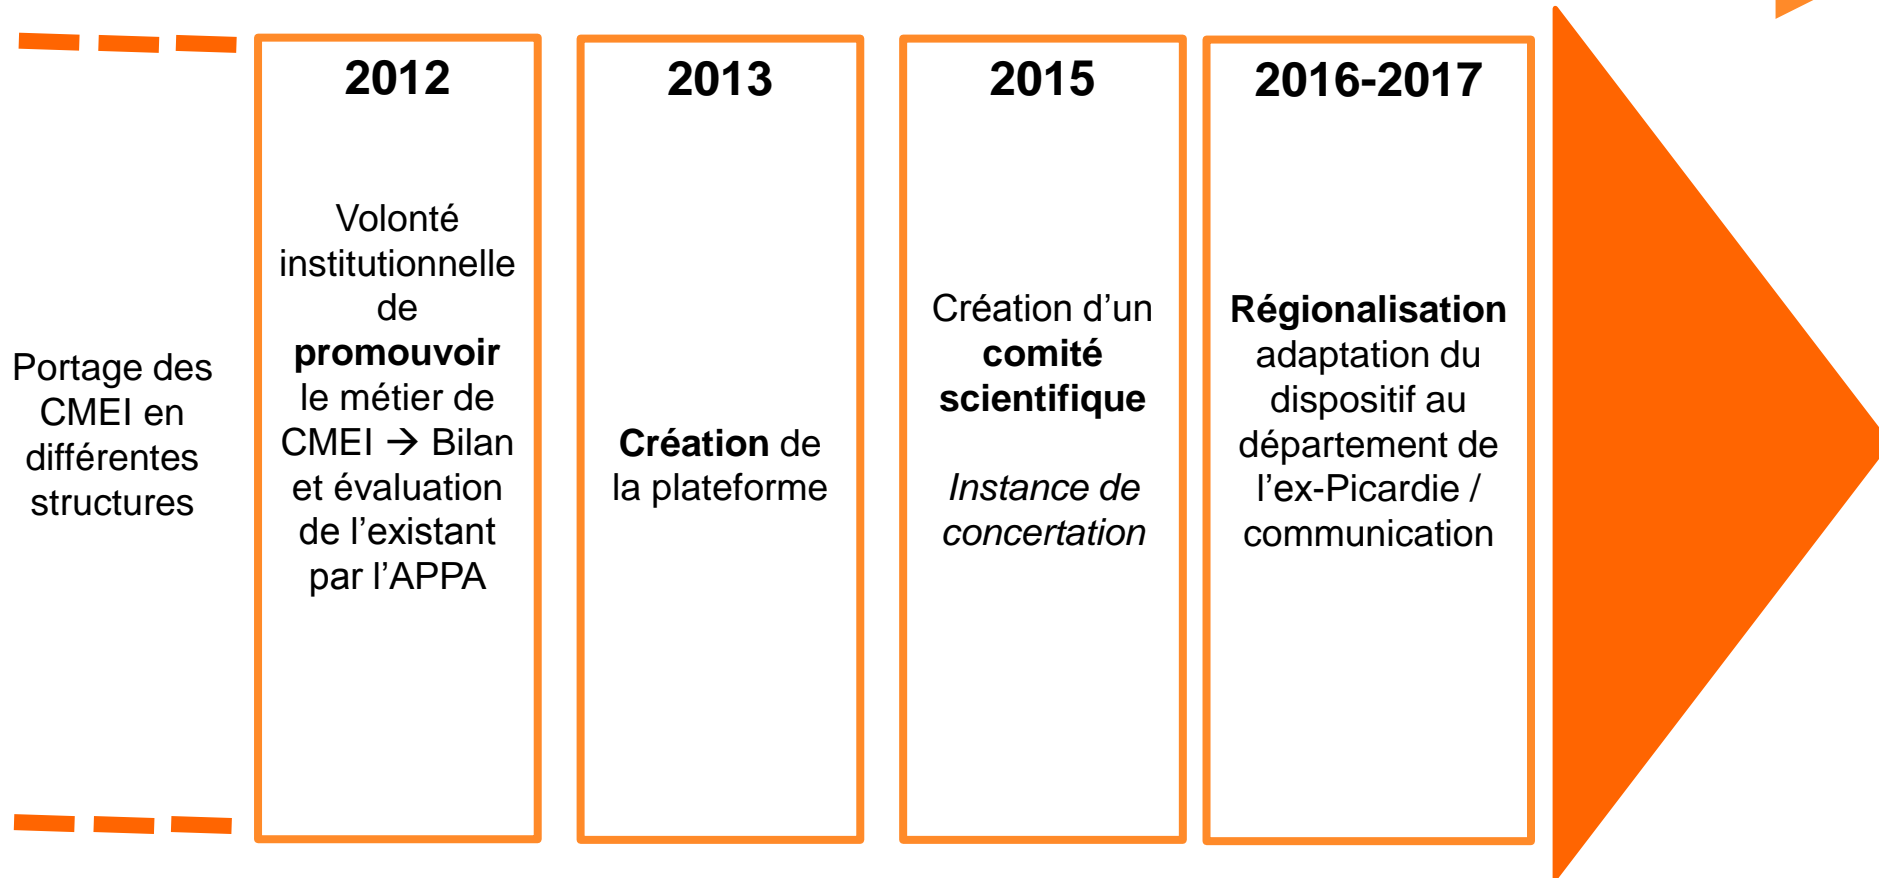 Portage des
CMEI en
différentes
structures
2012
Volonté
institutionnelle
de
promouvoir
le métier de
CMEI → Bilan
et évaluation
de l’existant
par l’APPA
2013
Création de
la plateforme
2015
Création d’un
comité
scientifique
Instance de
concertation
2016-2017
Régionalisation
adaptation du
dispositif au
département de
l’ex-Picardie /
communication